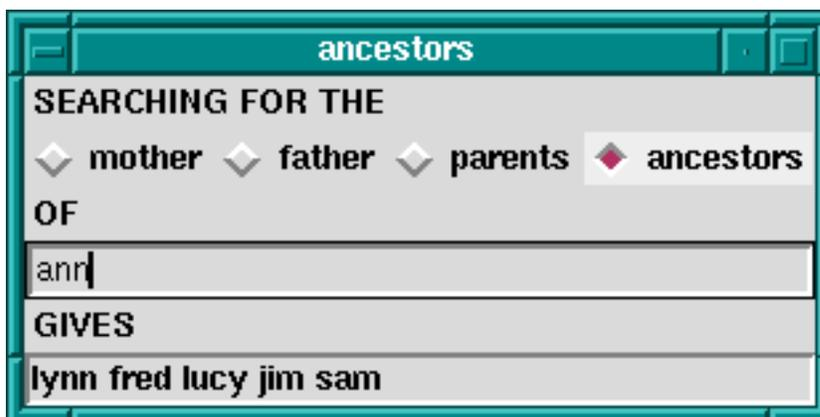 ancestors
SEARCHING FOR THE
mother father parents ancestors
OF
ann
GIVES
lynn fred lucy jim sam